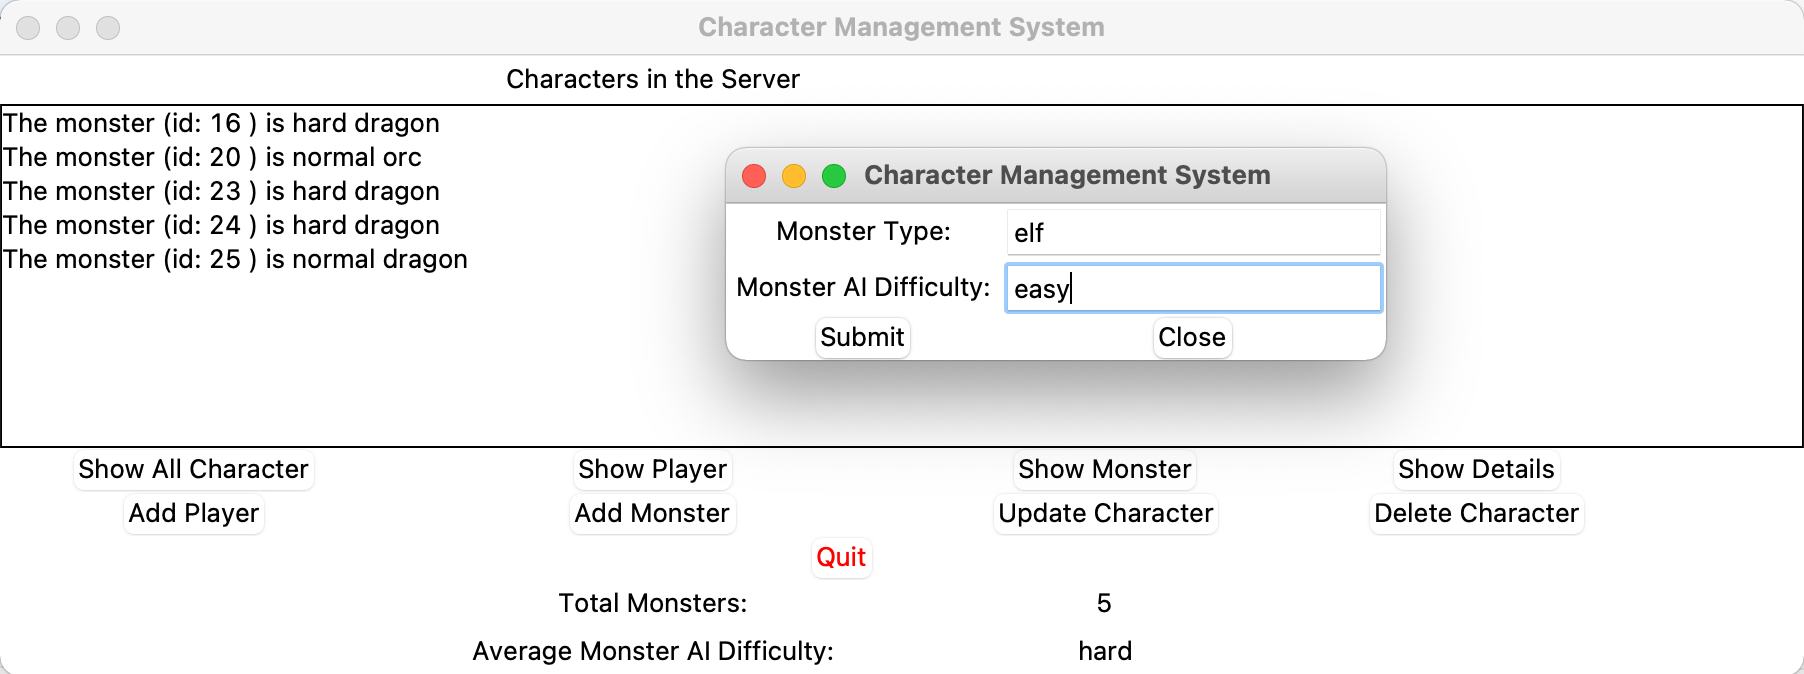 Character Management System
Characters in the Server
The monster (id: 16 ) is hard dragon
The monster (id: 20 ) is normal orc
The monster (id: 23 ) is hard dragon
The monster (id: 24 ) is hard dragon
The monster (id: 25 ) is normal dragon
Character Management System
Monster Type: elf
Monster AI Difficulty: easy
Submit Close
Show All Character Show Player Show Monster Show Details
Add Player Add Monster Update Character Delete Character
Quit
Total Monsters: 5
Average Monster AI Difficulty: hard